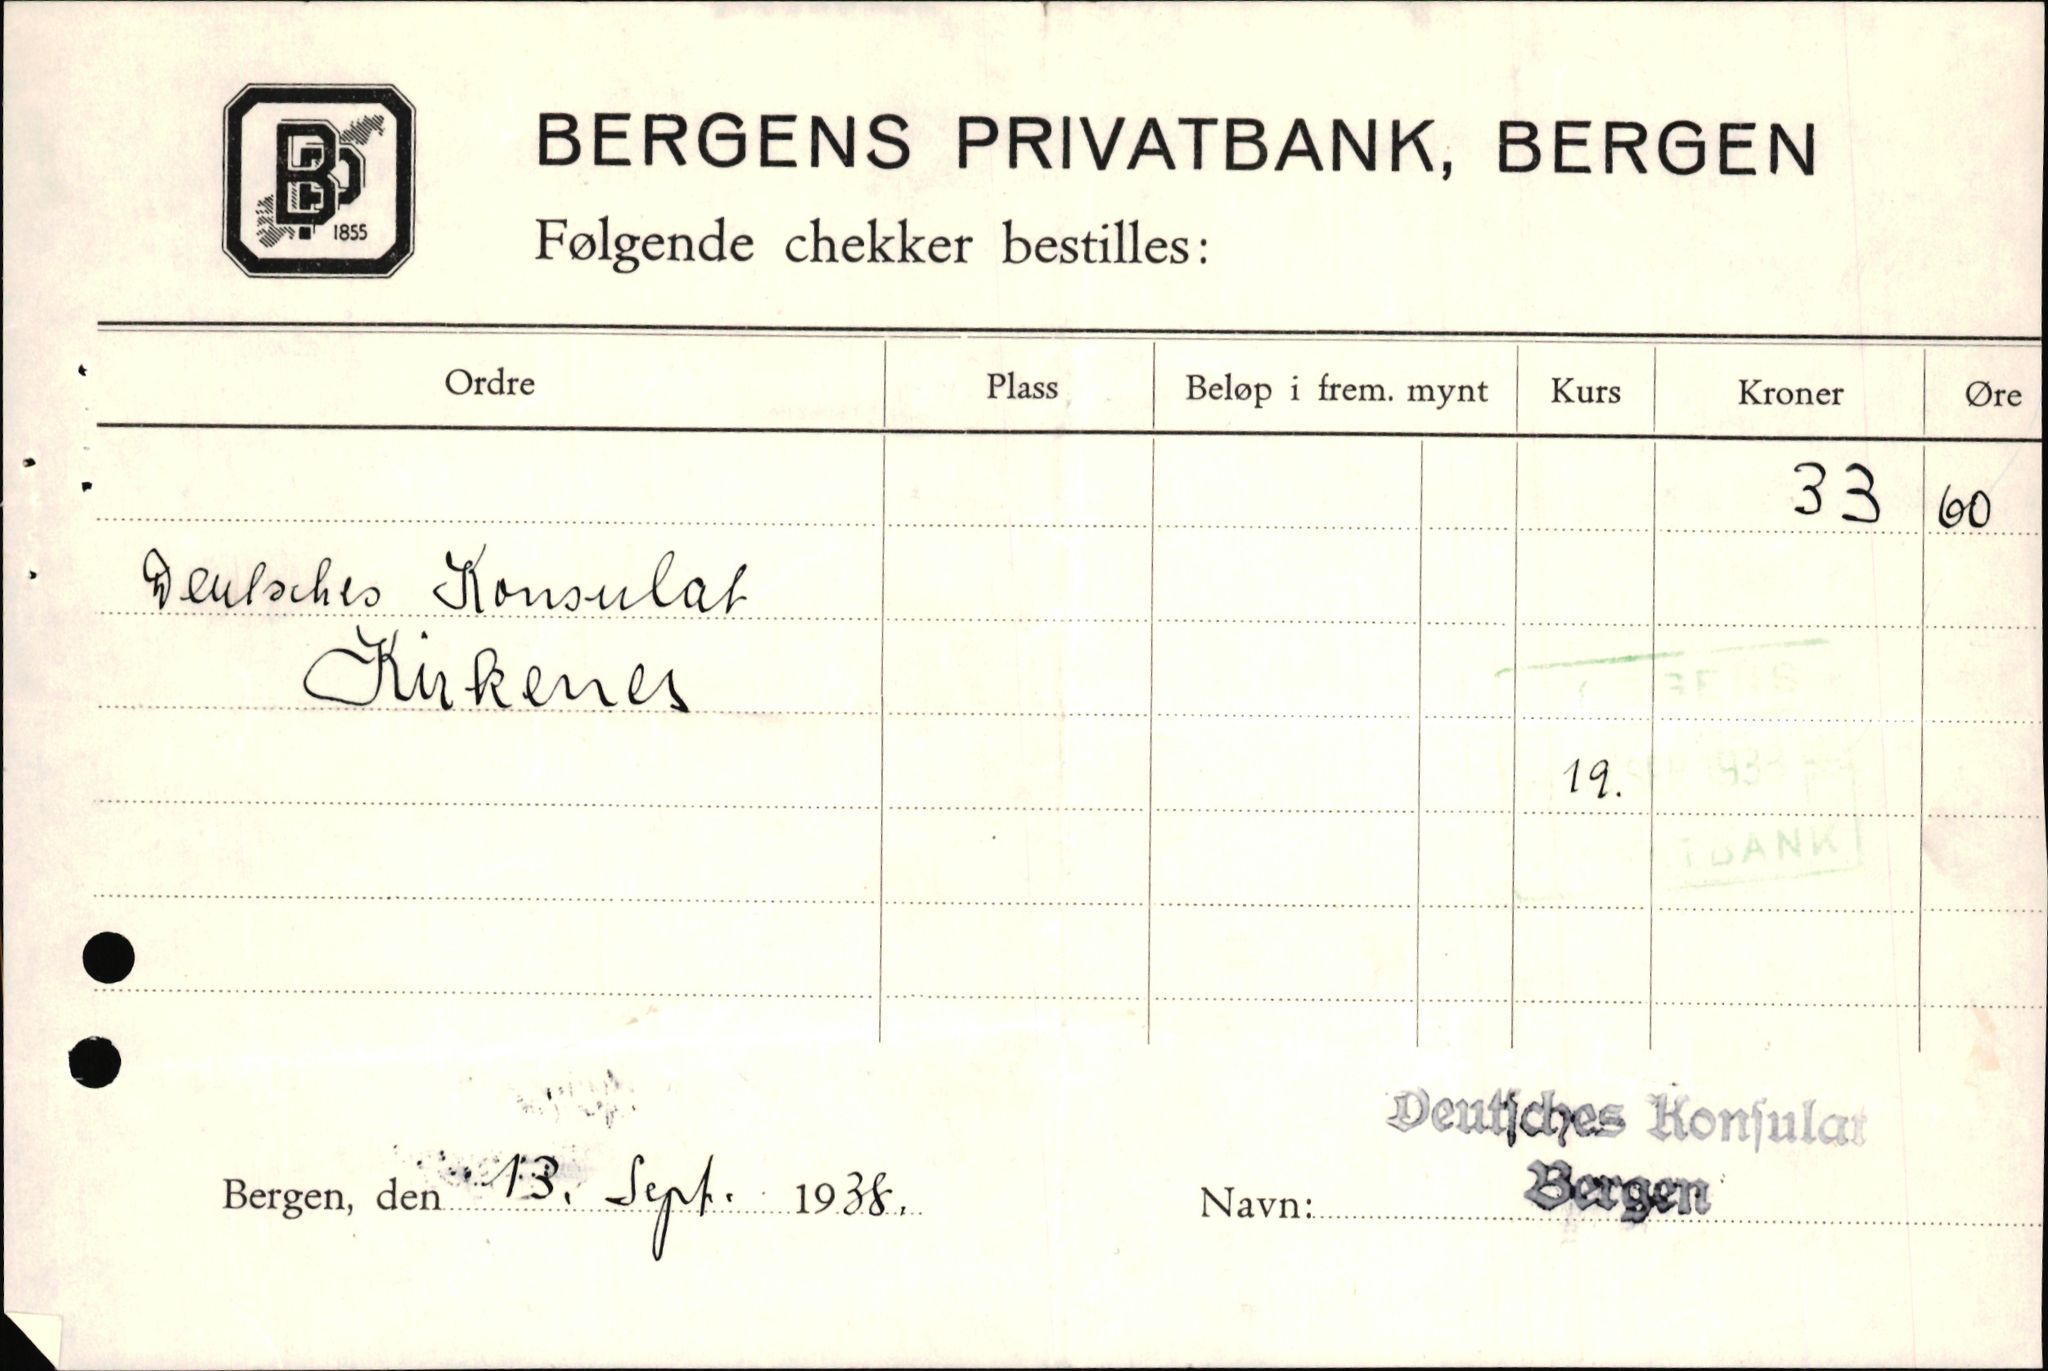 BP
1855
BERGENS PRIVATBANK, BERGEN
Følgende chekker bestilles:
Ordre Plass Beløp i frem. mynt Kurs Kroner Øre
33 60
Deutsches Konsulat
Kirkenes
19.
Bergen, den 13. Sept. 1938.
Navn: Deutsches Konsulat
Bergen